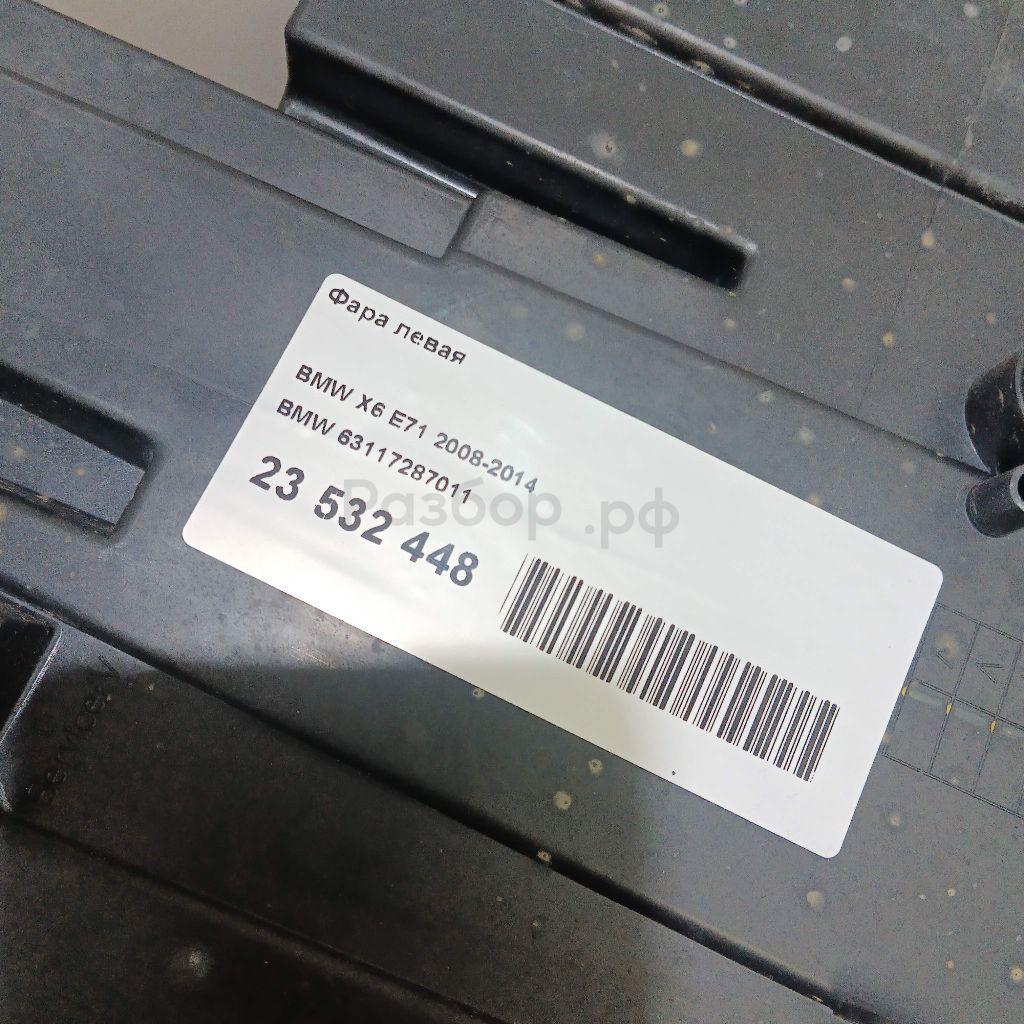 Фара левая
BMW X6 E71 2008-2014
BMW 63117287011
23 532 448
Разбор.рф